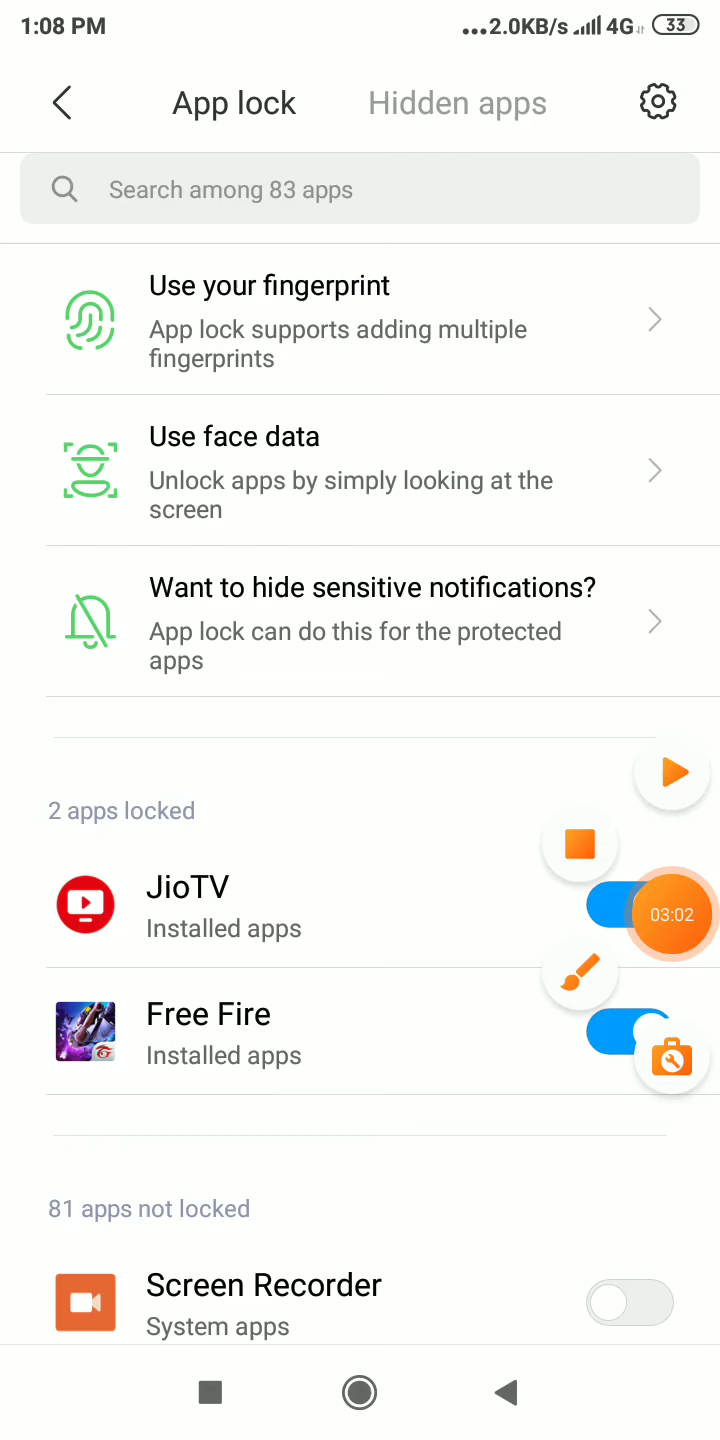 1:08 PM
...2.0KB/s 4G 33
App lock
Hidden apps
Search among 83 apps
Use your fingerprint
App lock supports adding multiple
fingerprints
Use face data
Unlock apps by simply looking at the
screen
Want to hide sensitive notifications?
App lock can do this for the protected
apps
2 apps locked
JioTV
Installed apps
03:02
Free Fire
Installed apps
81 apps not locked
Screen Recorder
System apps